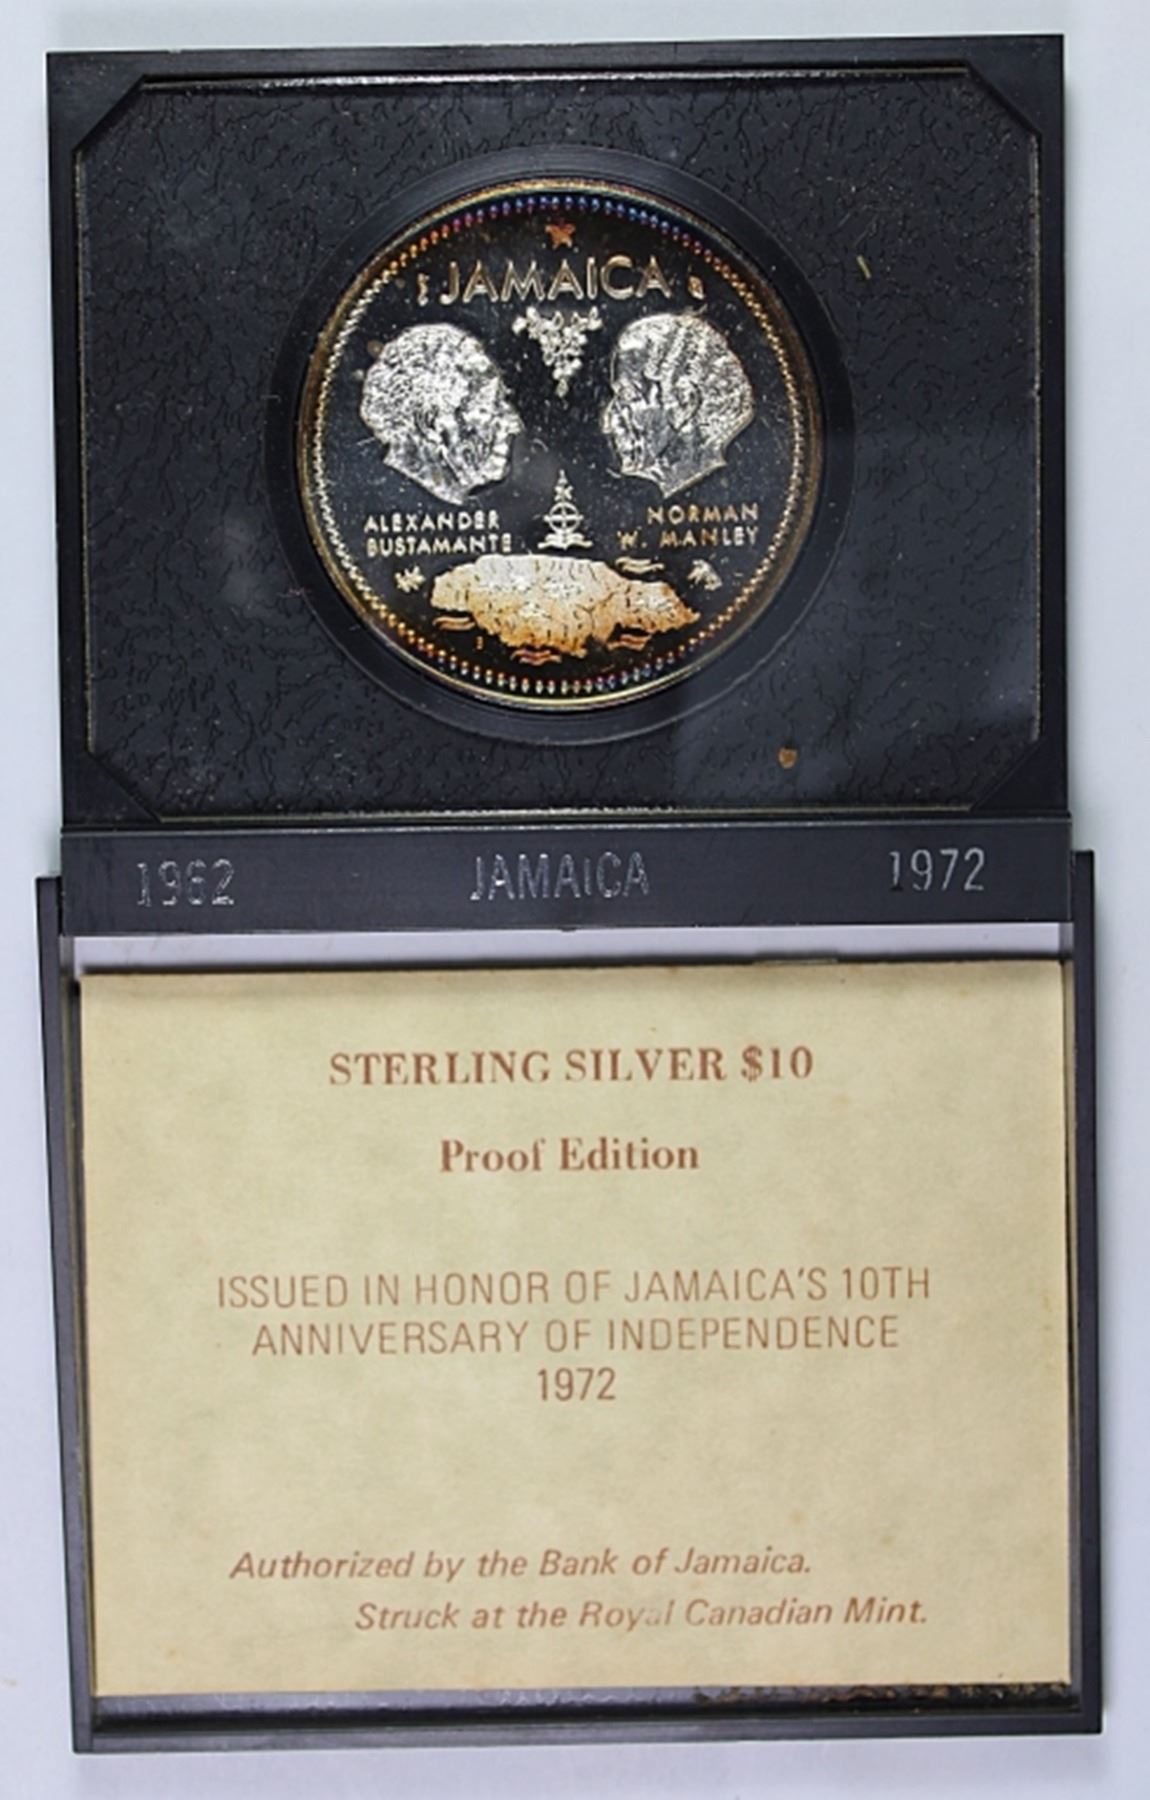 JAMAICA
ALEXANDER
BUSTAMANTE
NORMAN
W. MANLEY
1962 JAMAICA 1972
STERLING SILVER $10
Proof Edition
ISSUED IN HONOR OF JAMAICA'S 10TH
ANNIVERSARY OF INDEPENDENCE
1972
Authorized by the Bank of Jamaica.
Struck at the Royal Canadian Mint.